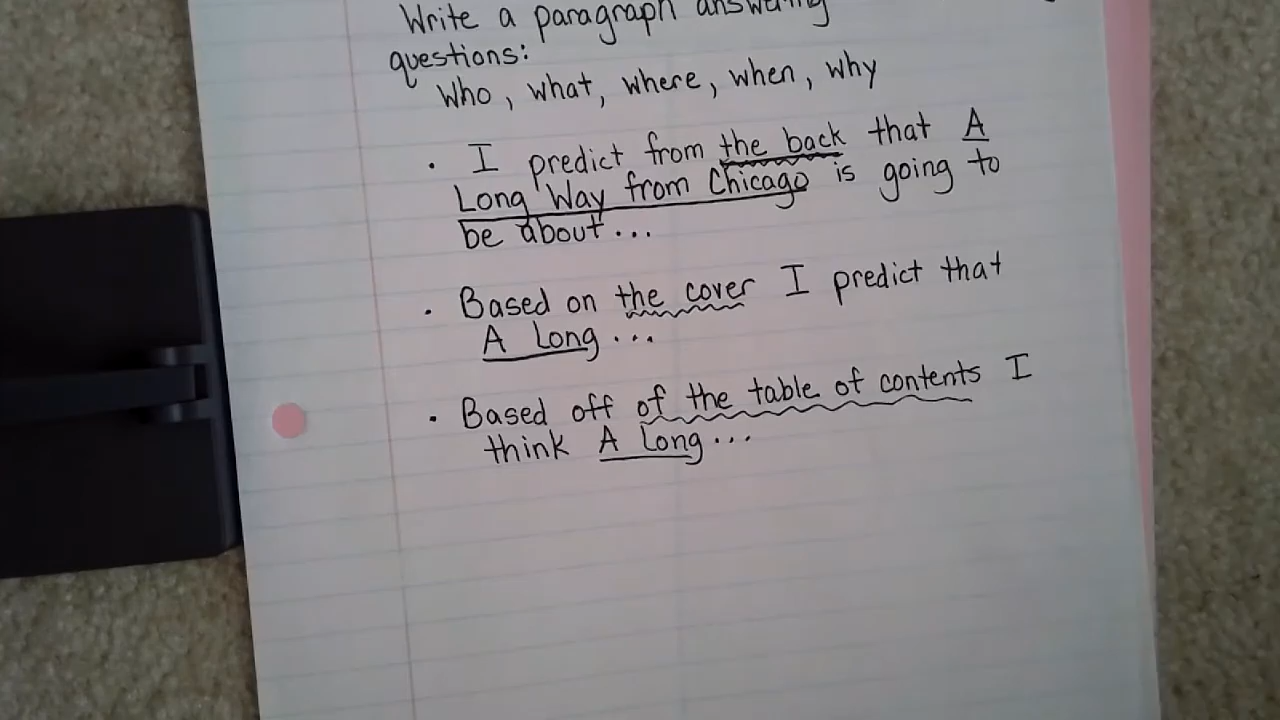 Write a paragraph answering
questions:
Who, what, where, when, why
· I predict from the back that A
Long Way from Chicago is going to
be about...
· Based on the cover I predict that
A Long...
· Based off of the table of contents I
think A Long...